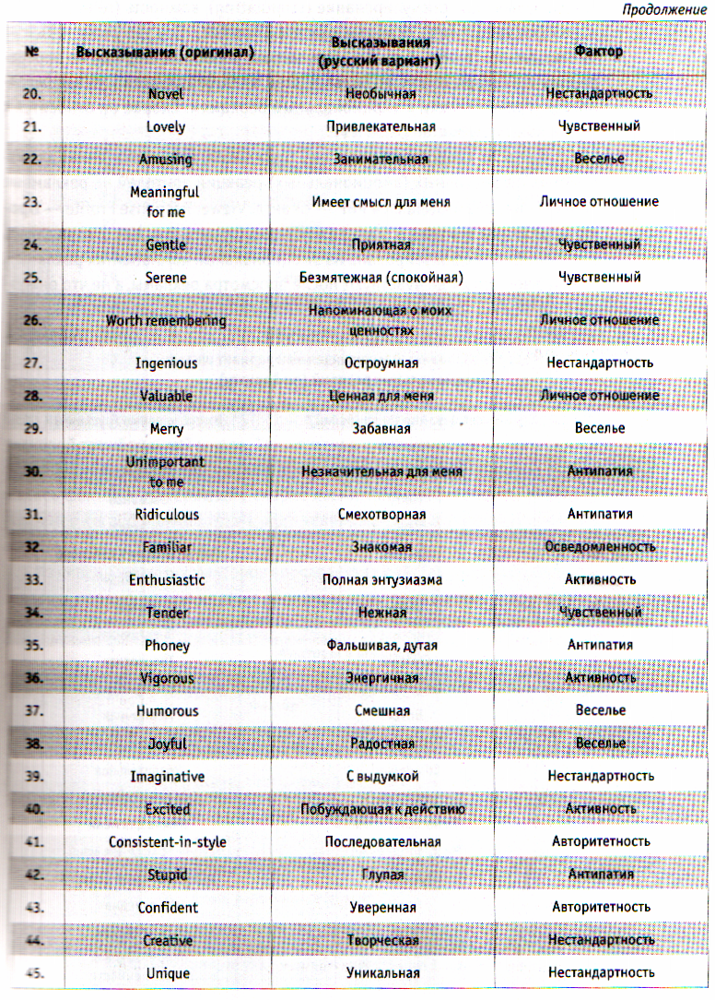 Продолжение
№ Высказывания (оригинал) Высказывания (русский вариант) Фактор
20. Novel Необычная Нестандартность
21. Lovely Привлекательная Чувственный
22. Amusing Занимательная Веселье
23. Meaningful for me Имеет смысл для меня Личное отношение
24. Gentle Приятная Чувственный
25. Serene Безмятежная (спокойная) Чувственный
26. Worth remembering Напоминающая о моих ценностях Личное отношение
27. Ingenious Остроумная Нестандартность
28. Valuable Ценная для меня Личное отношение
29. Merry Забавная Веселье
30. Unimportant to me Незначительная для меня Антипатия
31. Ridiculous Смехотворная Антипатия
32. Familiar Знакомая Осведомленность
33. Enthusiastic Полная энтузиазма Активность
34. Tender Нежная Чувственный
35. Phoney Фальшивая, дутая Антипатия
36. Vigorous Энергичная Активность
37. Humorous Смешная Веселье
38. Joyful Радостная Веселье
39. Imaginative С выдумкой Нестандартность
40. Excited Побуждающая к действию Активность
41. Consistent-in-style Последовательная Авторитетность
42. Stupid Глупая Антипатия
43. Confident Уверенная Авторитетность
44. Creative Творческая Нестандартность
45. Unique Уникальная Нестандартность